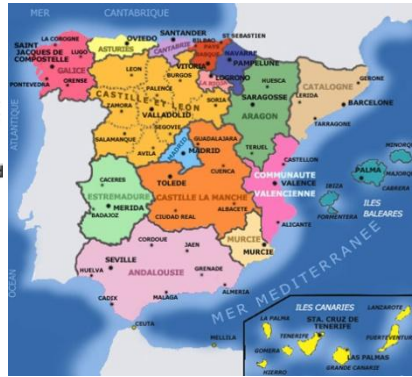 MER CANTABRIQUE
LA COROGNE
LUGO
SAINT
JACQUES DE
COMPOSTELLE
GALICE
PONTEVEDRA
ORENSE
OVIEDO
ASTURIES
SANTANDER
CANTABRIE
BILBAO
ST SEBASTIEN
PAYS
BASQUE
VITORIA
NAVARRE
PAMPELUNE
LOGRONO
LEON
BURGOS
PALENCE
CASTILLE ET LEON
ZAMORA
VALLADOLID
SORIA
SEGOVIE
SALAMANQUE
AVILA
HUESCA
SARAGOSSE
ARAGON
TERUEL
CATALOGNE
GERONE
LERIDA
BARCELONE
TARRAGONE
GUADALAJARA
MADRID
MADRID
CUENCA
TOLEDE
CASTILLE LA MANCHE
CIUDAD REAL
ALBACETE
CASTELLON
COMMUNAUTE
VALENCE
VALENCIENNE
ALICANTE
CACERES
ESTREMADURE
MERIDA
BADAJOZ
MURCIE
MURCIE
CORDOUE
JAEN
SEVILLE
GRENADE
HUELVA
ANDALOUSIE
CADIX
MALAGA
ALMERIA
CEUTA
MELLILA
MINORQUE
PALMA
CABRERA
IBIZA
FORMENTERA
ILES
BALEARES
MER MEDITERRANEE
OCEAN
ATLANTIQUE
ILES CANARIES
LANZAROTE
LA PALMA
STA. CRUZ DE
TENERIFE
TENERIFE
FUERTEVENTURA
GOMERA
LAS PALMAS
HIERRO
GRANDE CANARIE